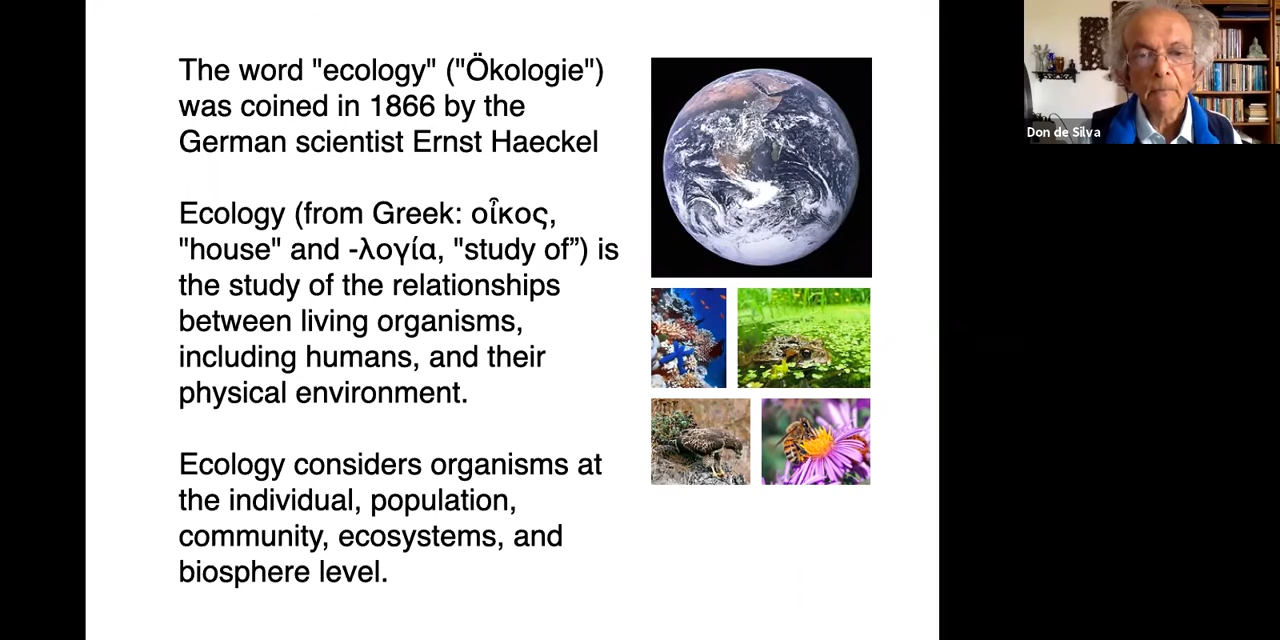 The word "ecology" ("Ökologie")
was coined in 1866 by the
German scientist Ernst Haeckel
Ecology (from Greek: οἶκος,
"house" and -λογία, "study of”) is
the study of the relationships
between living organisms,
including humans, and their
physical environment.
Ecology considers organisms at
the individual, population,
community, ecosystems, and
biosphere level.
Don de Silva